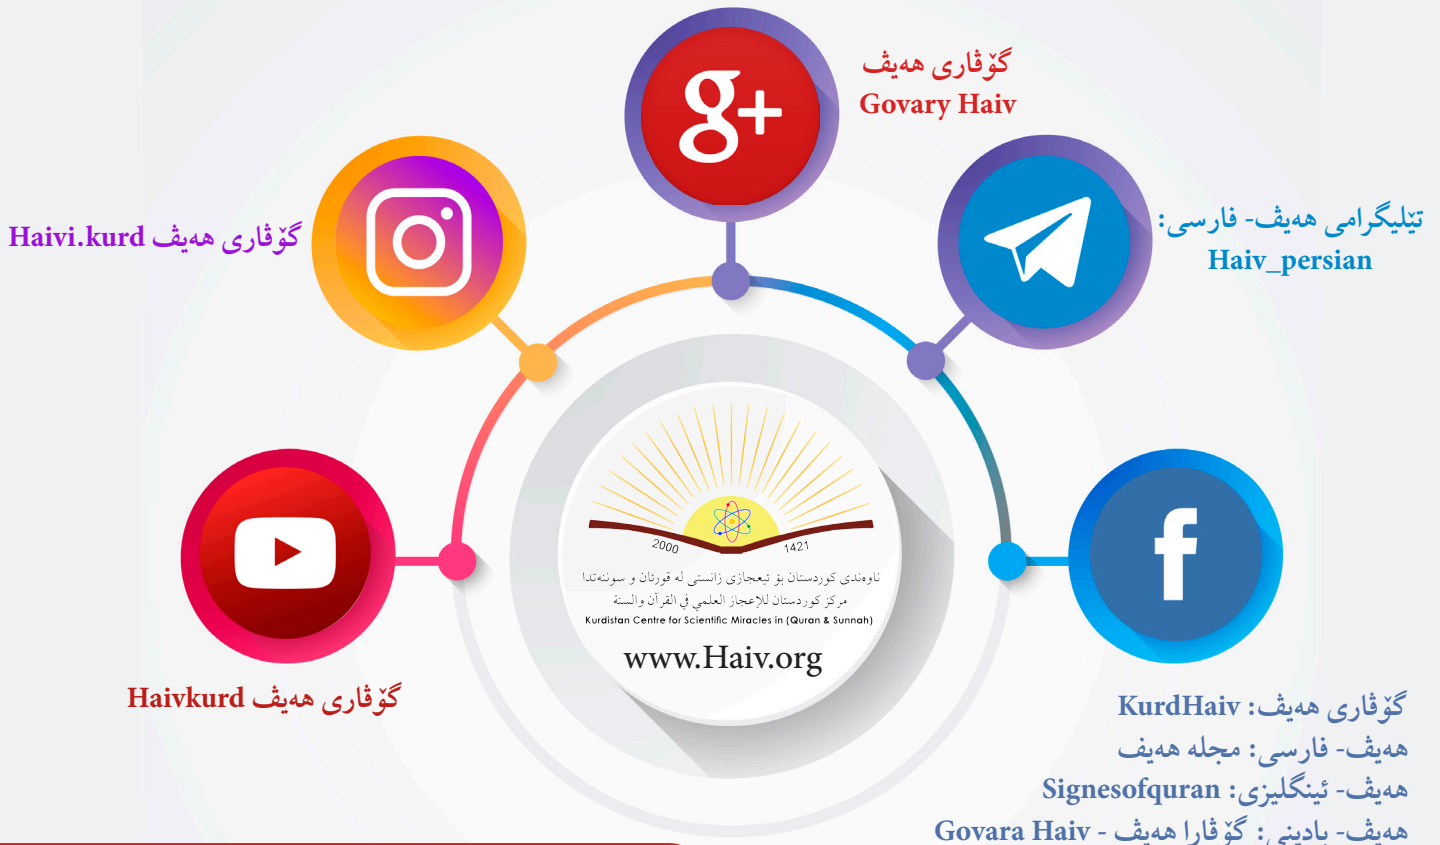 گۆڤاری هەیڤ
Govary Haiv
گۆڤاری هەیڤ Haivi.kurd
تێلیگرامی هەیڤ- فارسی:
Haiv_persian
2000 1421
ناوەندی کوردستان بۆ ئیعجازی زانستی لە قورئان و سوننەتدا
مركز كوردستان للإعجاز العلمي في القرآن والسنة
Kurdistan Centre for Scientific Miracles in (Quran & Sunnah)
www.Haiv.org
گۆڤاری هەیڤ Haivkurd
گۆڤاری هەیڤ: KurdHaiv
هەیڤ- فارسی: مجله هەیف
هەیڤ- ئینگلیزی: Signesofquran
هەیڤ- بادینی: گۆڤارا هەیڤ - Govara Haiv